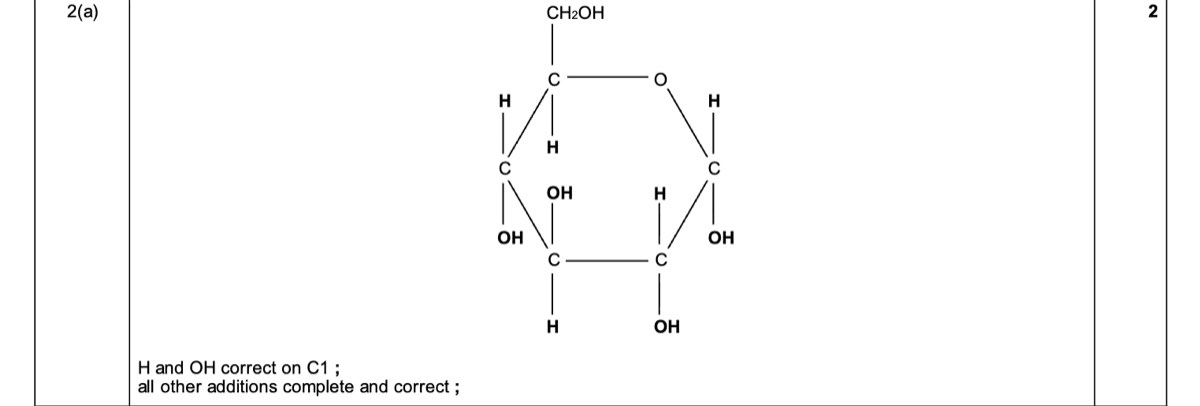 2(a) CH₂OH 2
C O
H H
H
C C
OH H
OH OH
C C
H OH
H and OH correct on C1 ;
all other additions complete and correct ;